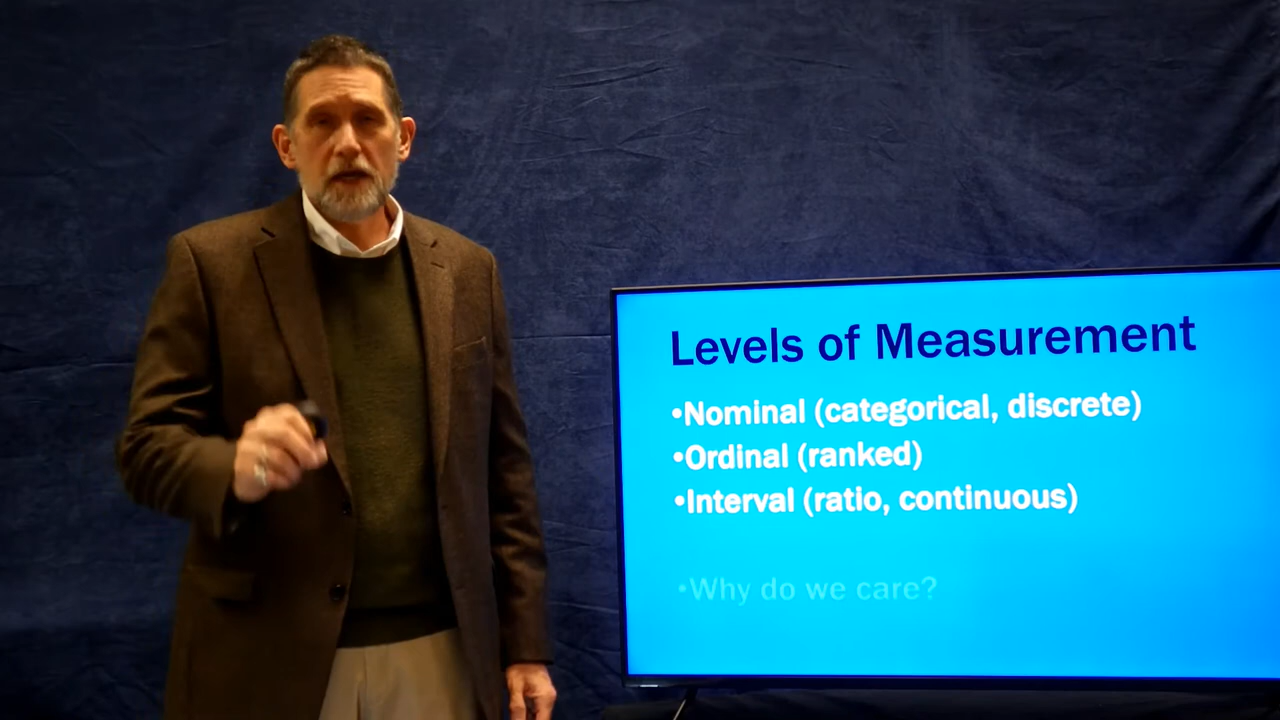 Levels of Measurement
•Nominal (categorical, discrete)
•Ordinal (ranked)
•Interval (ratio, continuous)
•Why do we care?